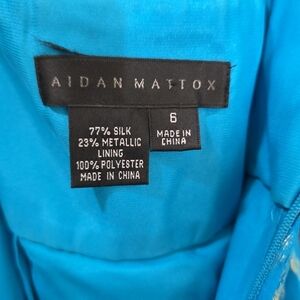 AIDAN MATTOX
77% SILK
23% METALLIC
LINING
100% POLYESTER
MADE IN CHINA
6
MADE IN
CHINA